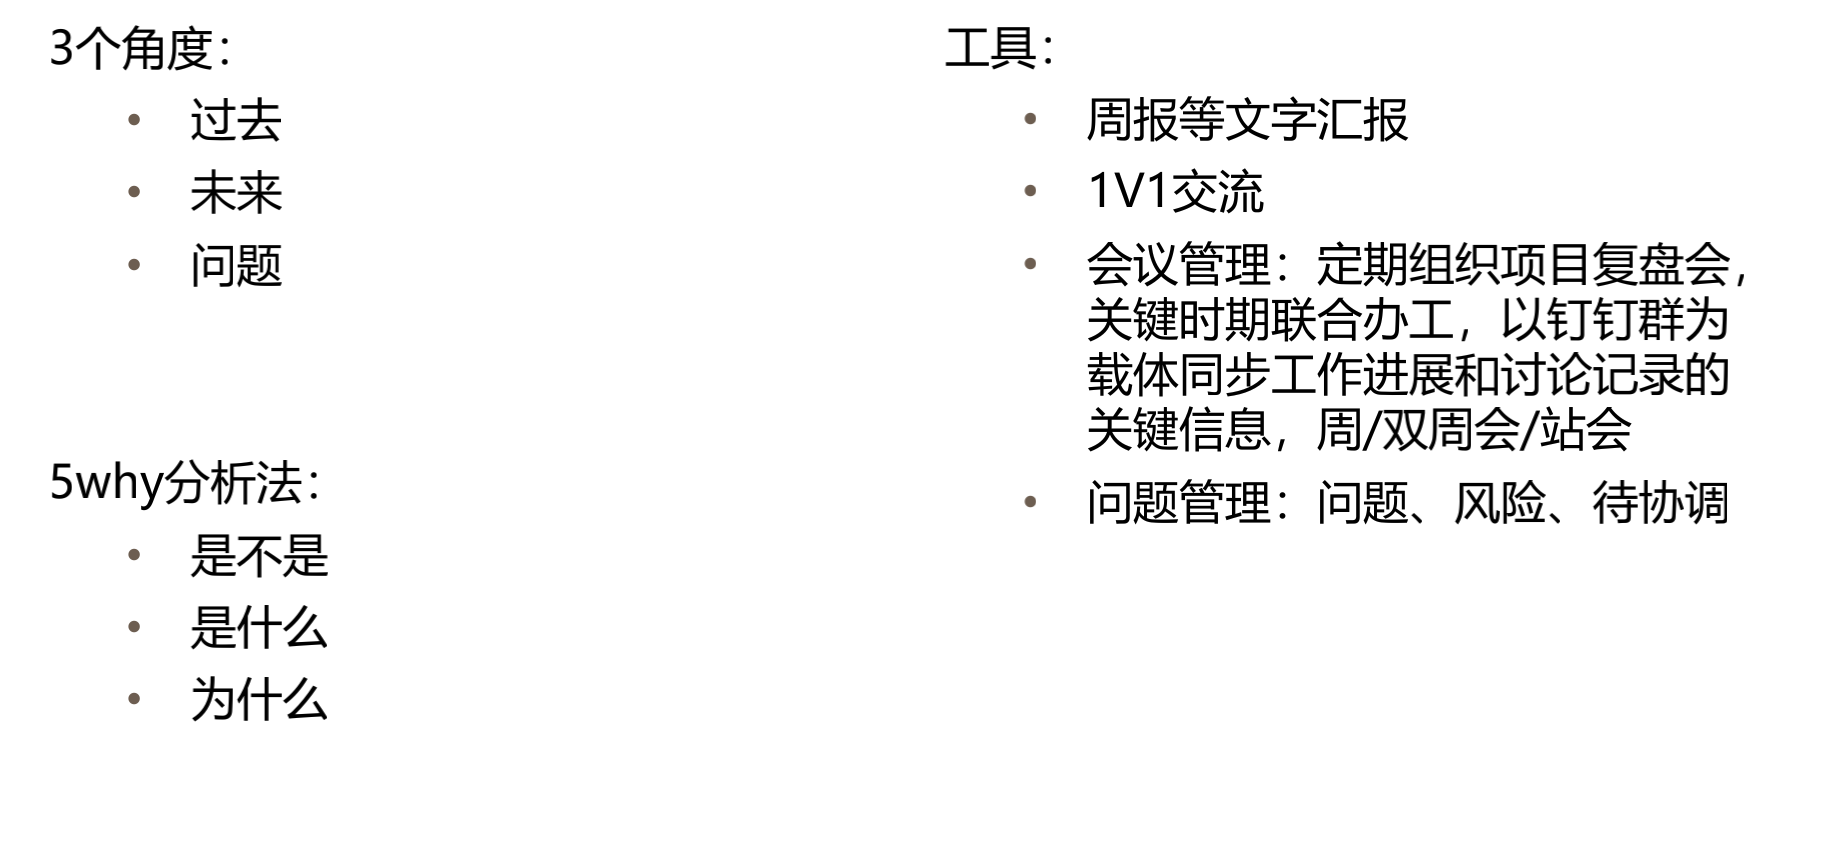 3个角度：
• 过去
• 未来
• 问题
5why分析法：
• 是不是
• 是什么
• 为什么
工具：
• 周报等文字汇报
• 1V1交流
• 会议管理：定期组织项目复盘会，
关键时期联合办工，以钉钉群为
载体同步工作进展和讨论记录的
关键信息，周/双周会/站会
• 问题管理：问题、风险、待协调